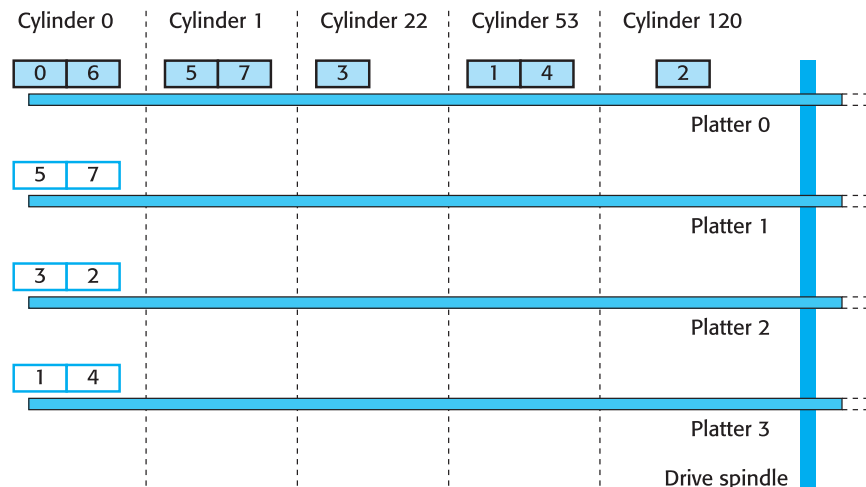 Cylinder 0 Cylinder 1 Cylinder 22 Cylinder 53 Cylinder 120
0 6 5 7 3 1 4 2
Platter 0
5 7
Platter 1
3 2
Platter 2
1 4
Platter 3
Drive spindle